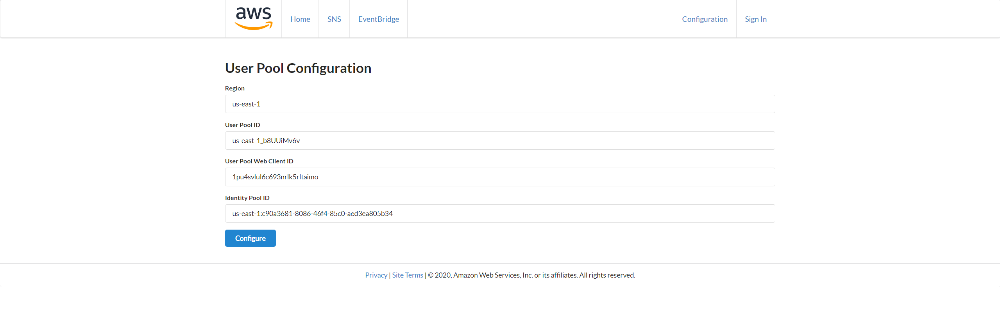 aws Home SNS EventBridge Configuration Sign In
User Pool Configuration
Region
us-east-1
User Pool ID
us-east-1_b8UUiMv6v
User Pool Web Client ID
1pu4svlul6c693nrlk5rltaimo
Identity Pool ID
us-east-1:c90a3681-8086-46f4-85c0-aed3ea805b34
Configure
Privacy | Site Terms | © 2020, Amazon Web Services, Inc. or its affiliates. All rights reserved.